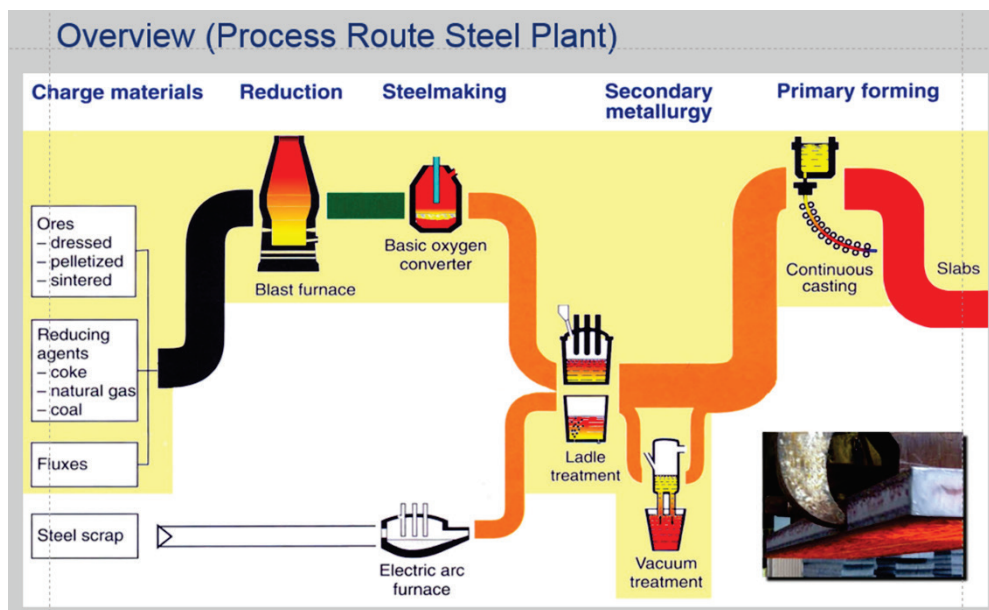 Overview (Process Route Steel Plant)
Charge materials
Reduction
Steelmaking
Secondary
metallurgy
Primary forming
Ores
– dressed
– pelletized
– sintered
Reducing
agents
– coke
– natural gas
– coal
Fluxes
Steel scrap
Blast furnace
Basic oxygen
converter
Electric arc
furnace
Ladle
treatment
Vacuum
treatment
Continuous
casting
Slabs